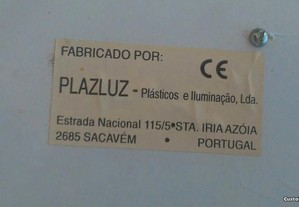 FABRICADO POR:
CE
PLAZLUZ - Plásticos e Iluminação, Lda.
Estrada Nacional 115/5•STA. IRIA AZÓIA
2685 SACAVÉM • PORTUGAL